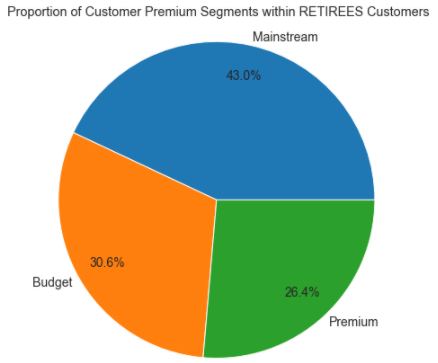 Proportion of Customer Premium Segments within RETIREES Customers
Mainstream
43.0%
30.6%
Budget
26.4%
Premium